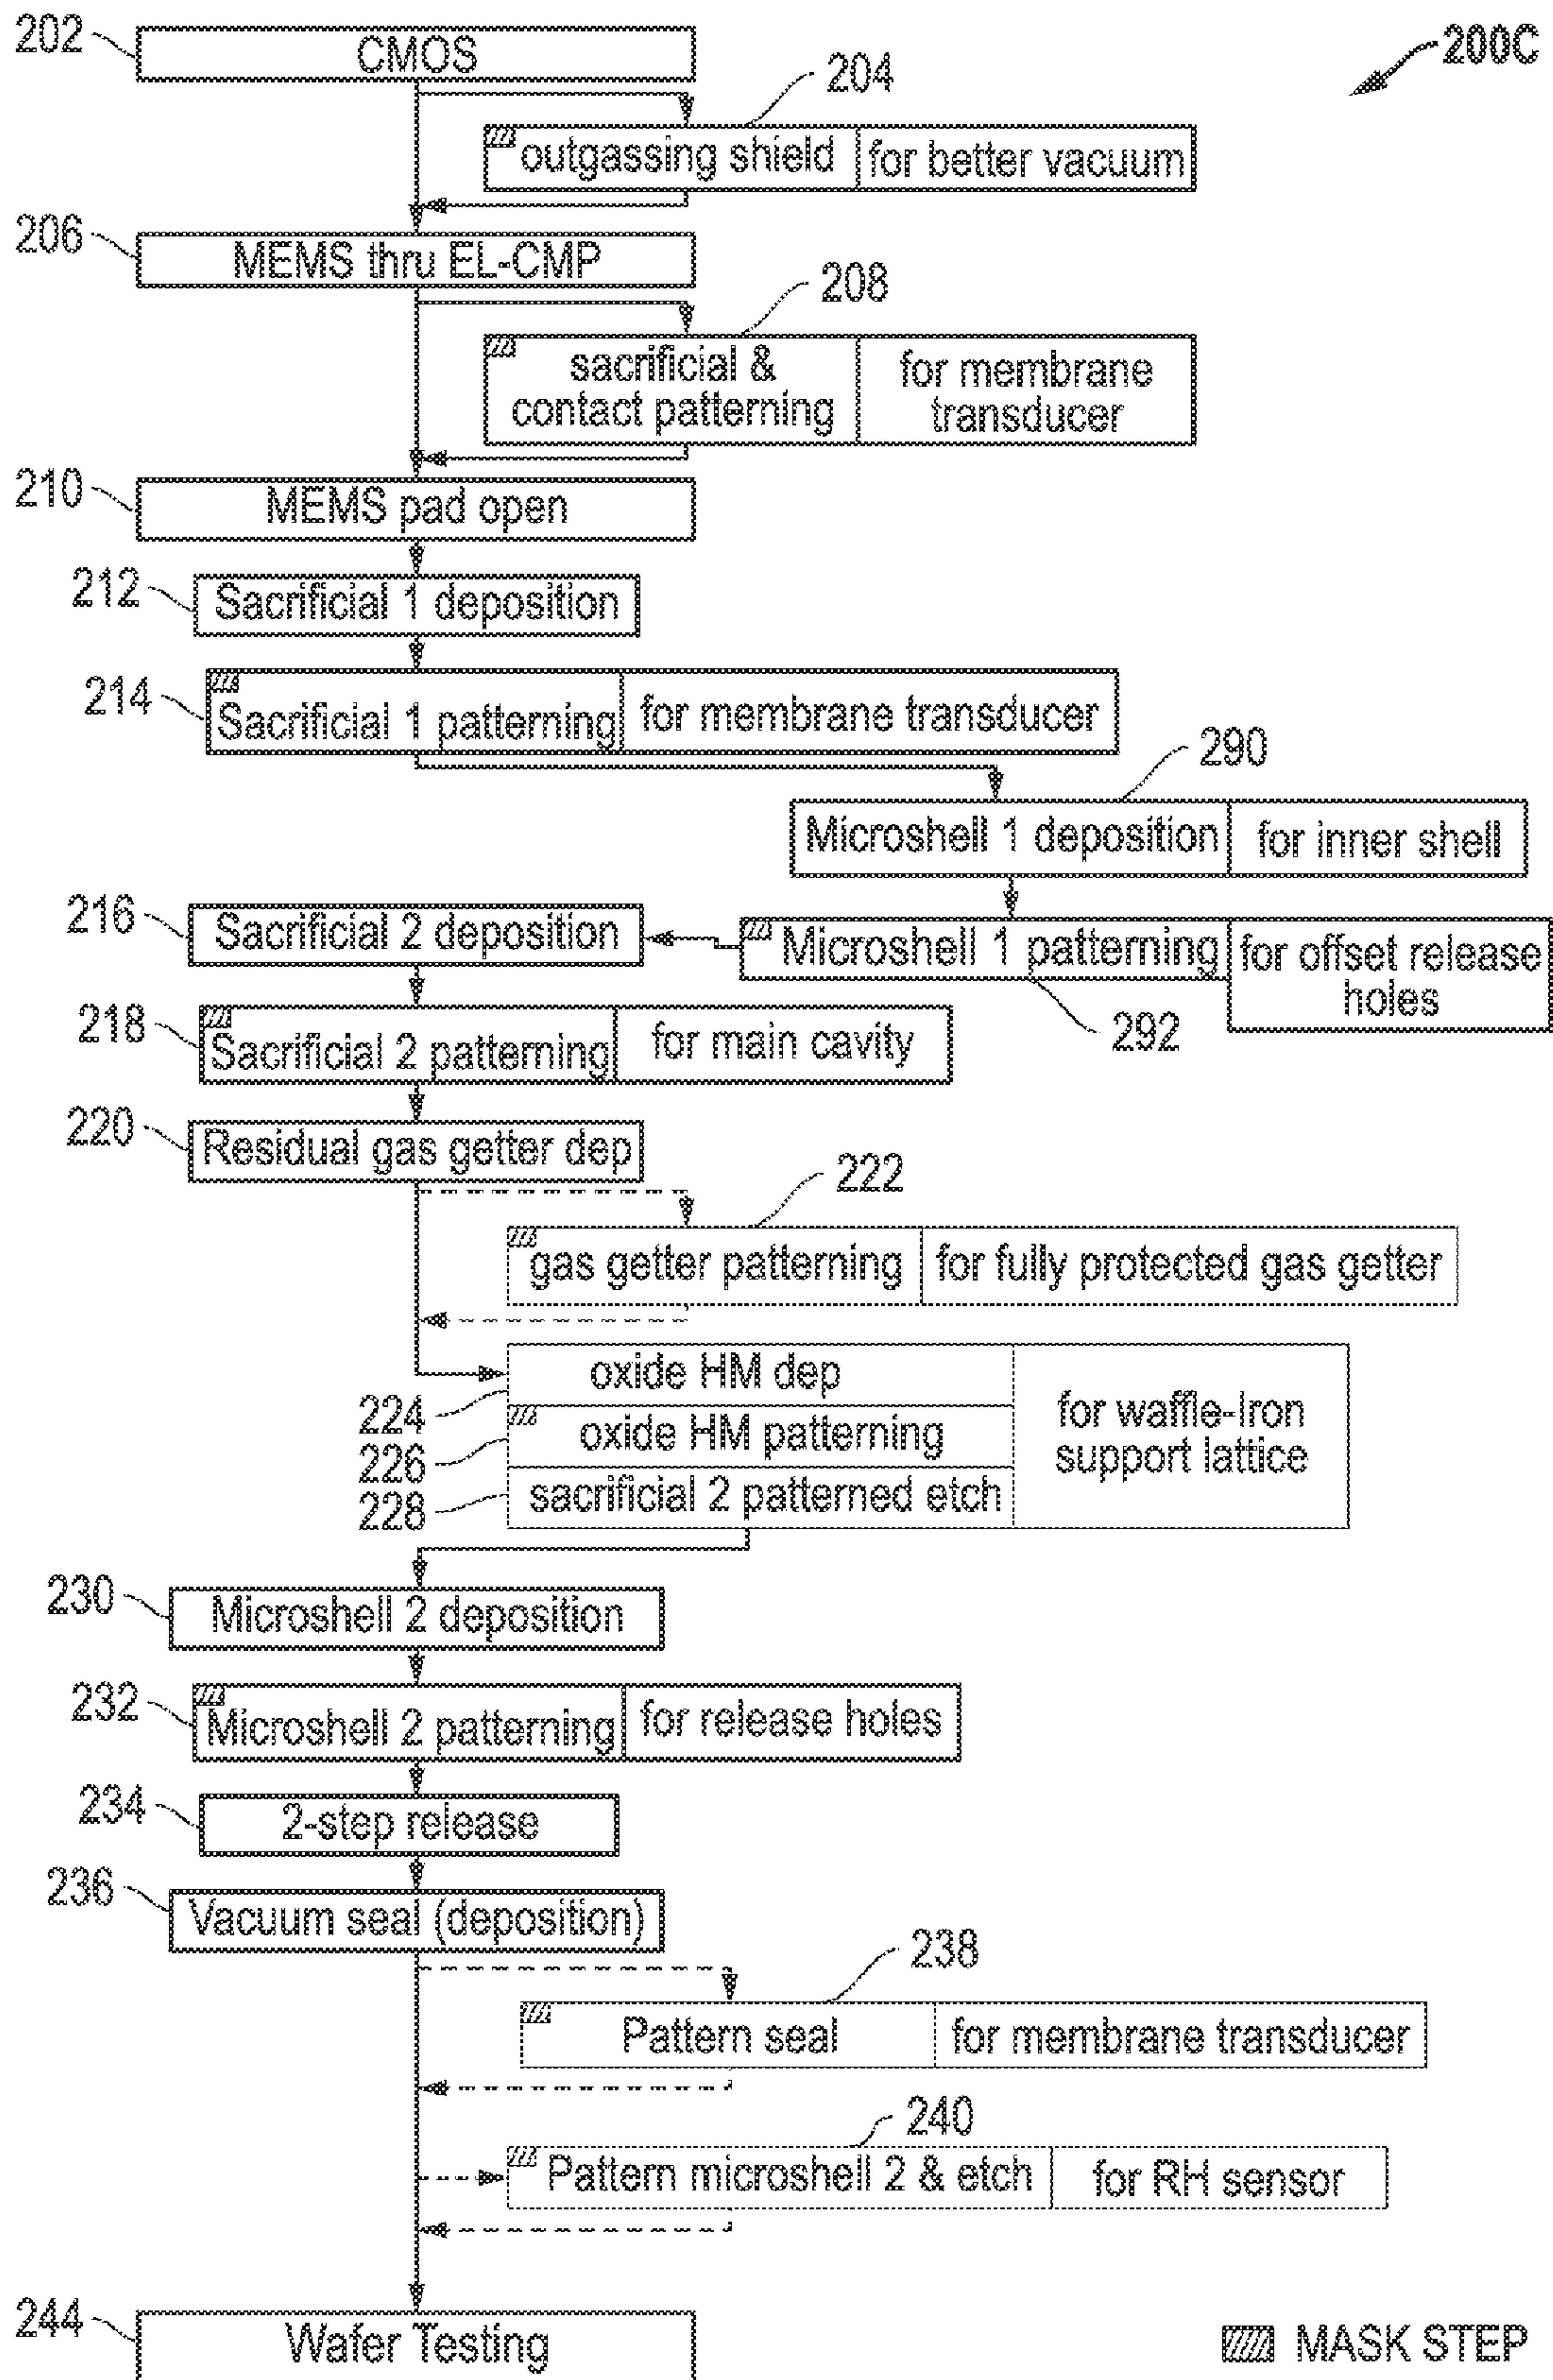 202
CMOS
200C
204
outgassing shield
for better vacuum
206
MEMS thru EL-CMP
208
sacrificial &
contact patterning
for membrane
transducer
210
MEMS pad open
212
Sacrificial 1 deposition
214
Sacrificial 1 patterning
for membrane transducer
290
Microshell 1 deposition
for inner shell
216
Sacrificial 2 deposition
Microshell 1 patterning
for offset release
holes
292
218
Sacrificial 2 patterning
for main cavity
220
Residual gas getter dep
222
gas getter patterning
for fully protected gas getter
224
oxide HM dep
226
oxide HM patterning
228
sacrificial 2 patterned etch
for waffle-Iron
support lattice
230
Microshell 2 deposition
232
Microshell 2 patterning
for release holes
234
2-step release
236
Vacuum seal (deposition)
238
Pattern seal
for membrane transducer
240
Pattern microshell 2 & etch
for RH sensor
244
Wafer Testing
MASK STEP